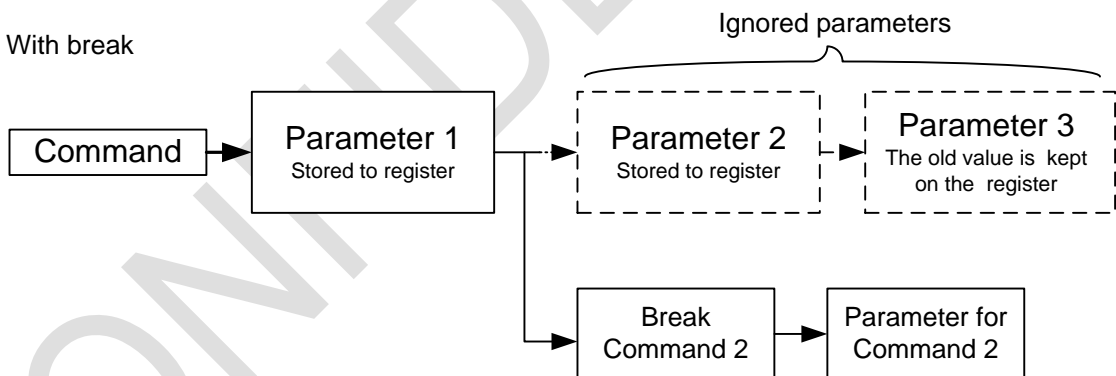 With break
Ignored parameters
Command
Parameter 1
Stored to register
Parameter 2
Stored to register
Parameter 3
The old value is kept
on the register
Break
Command 2
Parameter for
Command 2